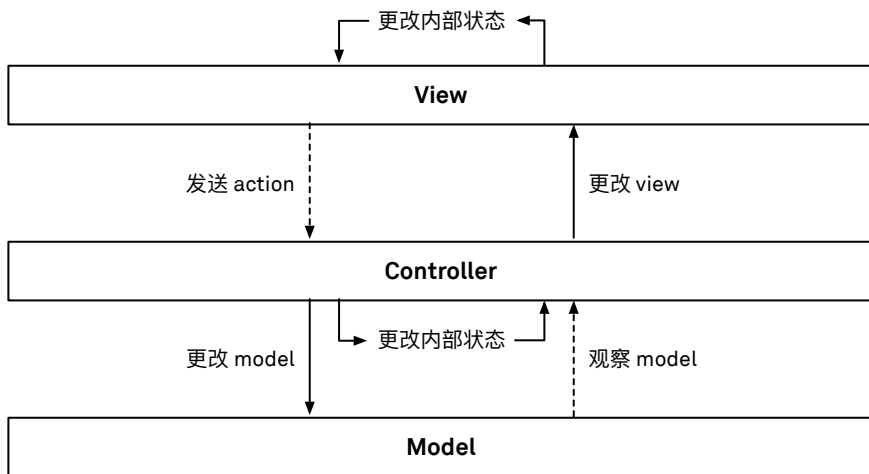 更改内部状态
View
发送 action
更改 view
Controller
更改内部状态
更改 model
观察 model
Model